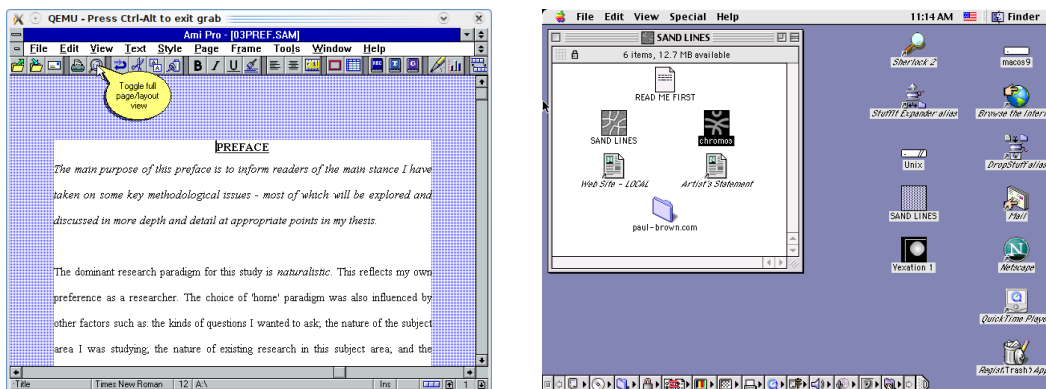 QEMU - Press Ctrl-Alt to exit grab
Ami Pro - [03PREF.SAM]
File Edit View Text Style Page Frame Tools Window Help
B I U
Toggle full
page/layout
view
PREFACE
The main purpose of this preface is to inform readers of the main stance I have
taken on some key methodological issues - most of which will be explored and
discussed in more depth and detail at appropriate points in my thesis.
The dominant research paradigm for this study is naturalistic. This reflects my own
preference as a researcher. The choice of 'home' paradigm was also influenced by
other factors such as: the kinds of questions I wanted to ask; the nature of the subject
area I was studying; the nature of existing research in this subject area; and the
Title Times New Roman 12 A:\ Ins 1
File Edit View Special Help 11:14 AM Finder
SAND LINES
6 items, 12.7 MB available
READ ME FIRST
SAND LINES
chromos
Web Site - LOCAL
Artist's Statement
paul-brown.com
Sherlock 2
macos9
StuffIt Expander alias
Browse the Inter
Unix
DropStuff alias
SAND LINES
Mail
Vexation 1
Netscape
QuickTime Playe